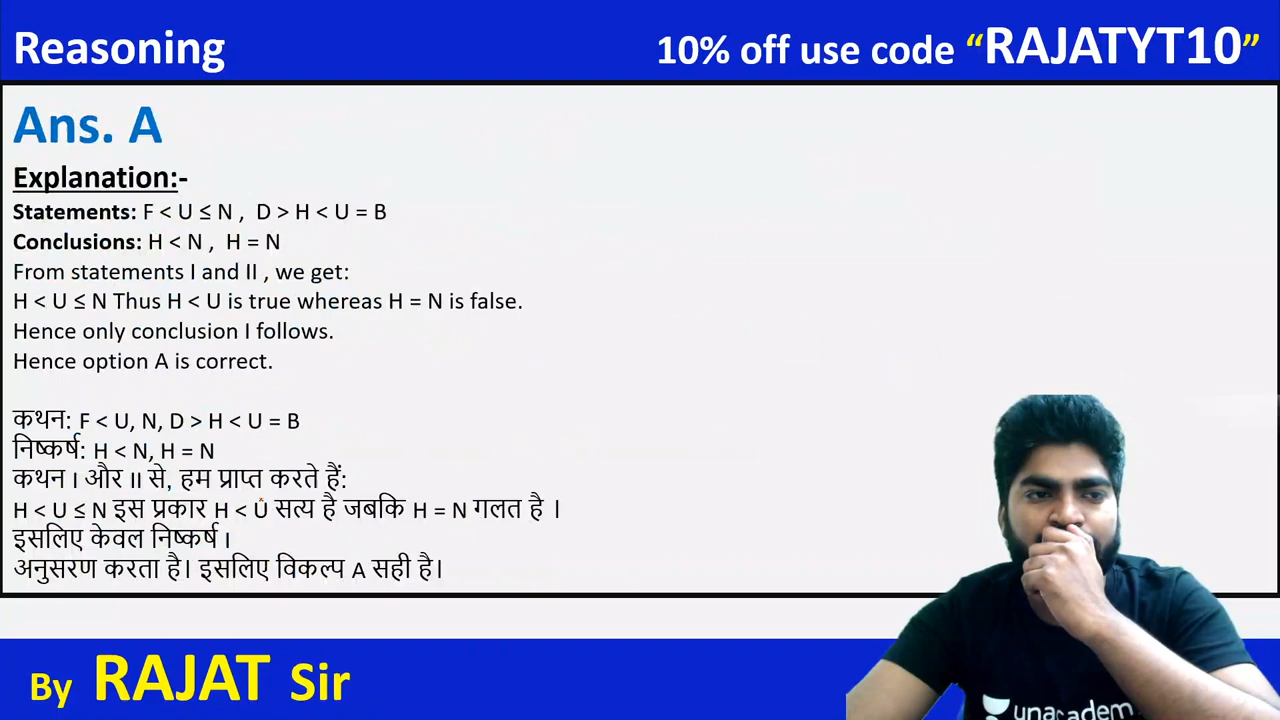 Reasoning
10% off use code “RAJATYT10”
Ans. A
Explanation:-
Statements: F < U ≤ N , D > H < U = B
Conclusions: H < N , H = N
From statements I and II , we get:
H < U ≤ N Thus H < U is true whereas H = N is false.
Hence only conclusion I follows.
Hence option A is correct.
कथन: F < U, N, D > H < U = B
निष्कर्ष: H < N, H = N
कथन I और II से, हम प्राप्त करते हैं:
H < U ≤ N इस प्रकार H < U सत्य है जबकि H = N गलत है ।
इसलिए केवल निष्कर्ष I
अनुसरण करता है। इसलिए विकल्प A सही है।
By RAJAT Sir
unacadem